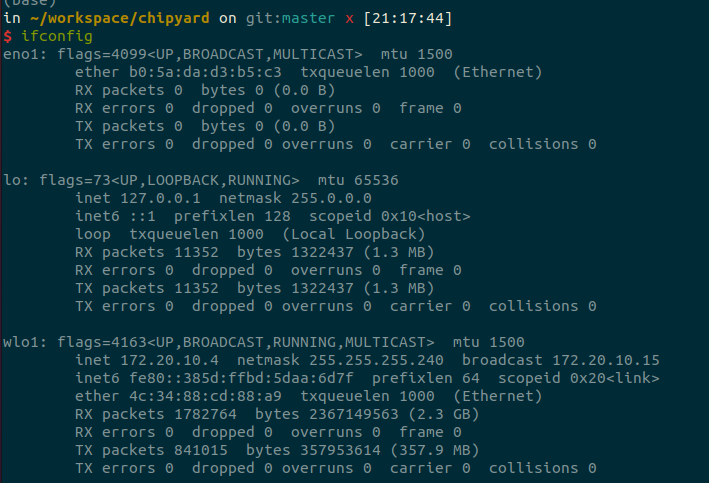 (base)
in ~/workspace/chipyard on git:master x [21:17:44]
$ ifconfig
eno1: flags=4099<UP,BROADCAST,MULTICAST>  mtu 1500
        ether b0:5a:da:d3:b5:c3  txqueuelen 1000  (Ethernet)
        RX packets 0  bytes 0 (0.0 B)
        RX errors 0  dropped 0  overruns 0  frame 0
        TX packets 0  bytes 0 (0.0 B)
        TX errors 0  dropped 0 overruns 0  carrier 0  collisions 0

lo: flags=73<UP,LOOPBACK,RUNNING>  mtu 65536
        inet 127.0.0.1  netmask 255.0.0.0
        inet6 ::1  prefixlen 128  scopeid 0x10<host>
        loop  txqueuelen 1000  (Local Loopback)
        RX packets 11352  bytes 1322437 (1.3 MB)
        RX errors 0  dropped 0  overruns 0  frame 0
        TX packets 11352  bytes 1322437 (1.3 MB)
        TX errors 0  dropped 0 overruns 0  carrier 0  collisions 0

wlo1: flags=4163<UP,BROADCAST,RUNNING,MULTICAST>  mtu 1500
        inet 172.20.10.4  netmask 255.255.255.240  broadcast 172.20.10.15
        inet6 fe80::385d:ffbd:5daa:6d7f  prefixlen 64  scopeid 0x20<link>
        ether 4c:34:88:cd:88:a9  txqueuelen 1000  (Ethernet)
        RX packets 1782764  bytes 2367149563 (2.3 GB)
        RX errors 0  dropped 0  overruns 0  frame 0
        TX packets 841015  bytes 357953614 (357.9 MB)
        TX errors 0  dropped 0 overruns 0  carrier 0  collisions 0